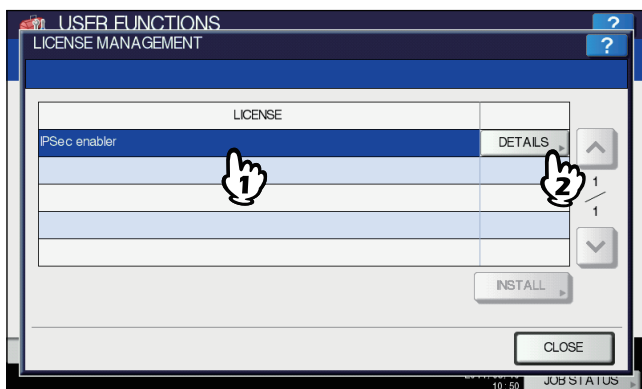 USER FUNCTIONS
?
LICENSE MANAGEMENT
?
LICENSE
IPSec enabler
DETAILS
1
2
1
1
INSTALL
CLOSE
10 : 50
JOB STATUS